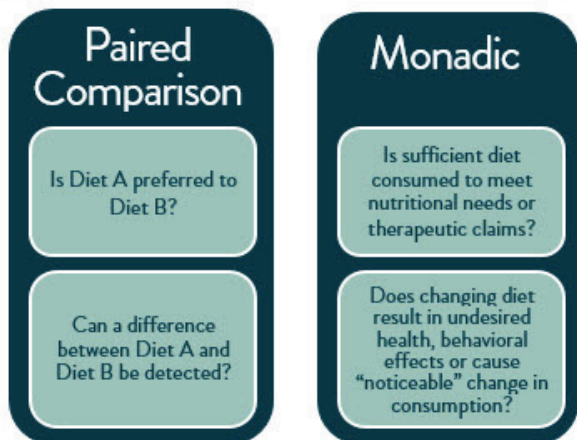 Paired
Comparison
Is Diet A preferred to
Diet B?
Can a difference
between Diet A and
Diet B be detected?
Monadic
Is sufficient diet
consumed to meet
nutritional needs or
therapeutic claims?
Does changing diet
result in undesired
health, behavioral
effects or cause
“noticeable” change in
consumption?